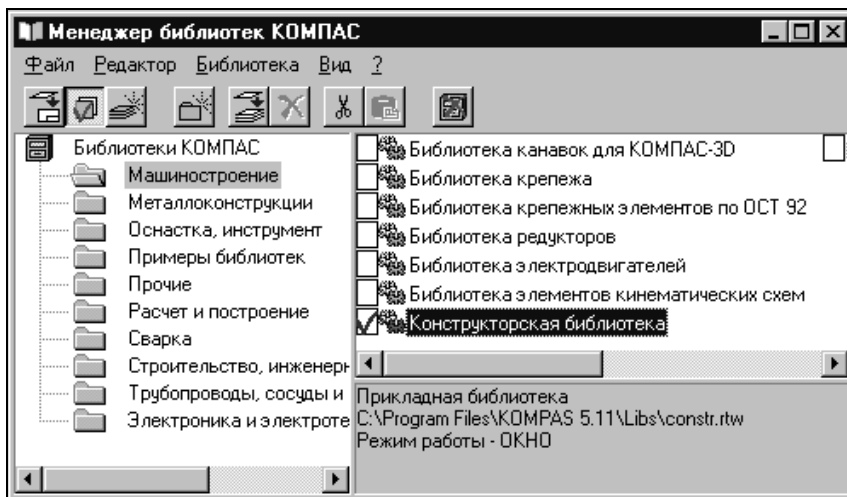 Менеджер библиотек КОМПАС
Файл Редактор Библиотека Вид ?
Библиотеки КОМПАС
Машиностроение
Металлоконструкции
Оснастка, инструмент
Примеры библиотек
Прочие
Расчет и построение
Сварка
Строительство, инженерн
Трубопроводы, сосуды и
Электроника и электроте
Библиотека канавок для КОМПАС-3D
Библиотека крепежа
Библиотека крепежных элементов по ОСТ 92
Библиотека редукторов
Библиотека электродвигателей
Библиотека элементов кинематических схем
Конструкторская библиотека
Прикладная библиотека
C:\Program Files\KOMPAS 5.11\Libs\constr.rtw
Режим работы - ОКНО